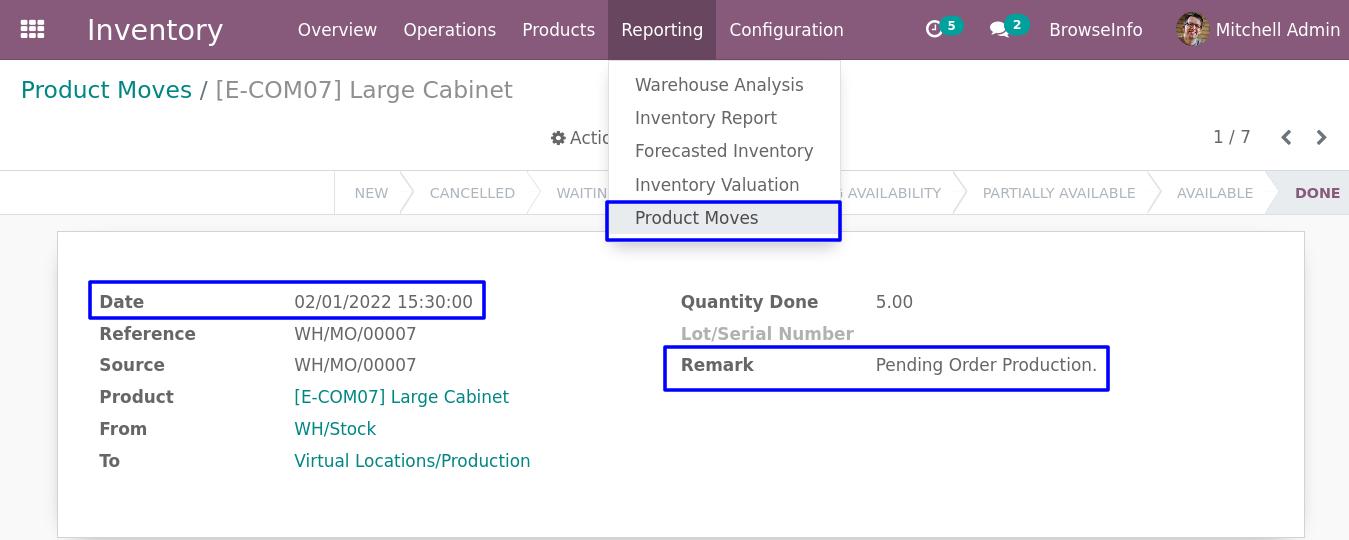 Inventory Overview Operations Products Reporting Configuration 5 2 BrowseInfo Mitchell Admin
Product Moves / [E-COM07] Large Cabinet
Warehouse Analysis
Inventory Report
Forecasted Inventory
Inventory Valuation
Product Moves
Actio 1 / 7
NEW CANCELLED WAITIN G AVAILABILITY PARTIALLY AVAILABLE AVAILABLE DONE
Date 02/01/2022 15:30:00
Reference WH/MO/00007
Source WH/MO/00007
Product [E-COM07] Large Cabinet
From WH/Stock
To Virtual Locations/Production
Quantity Done 5.00
Lot/Serial Number
Remark Pending Order Production.